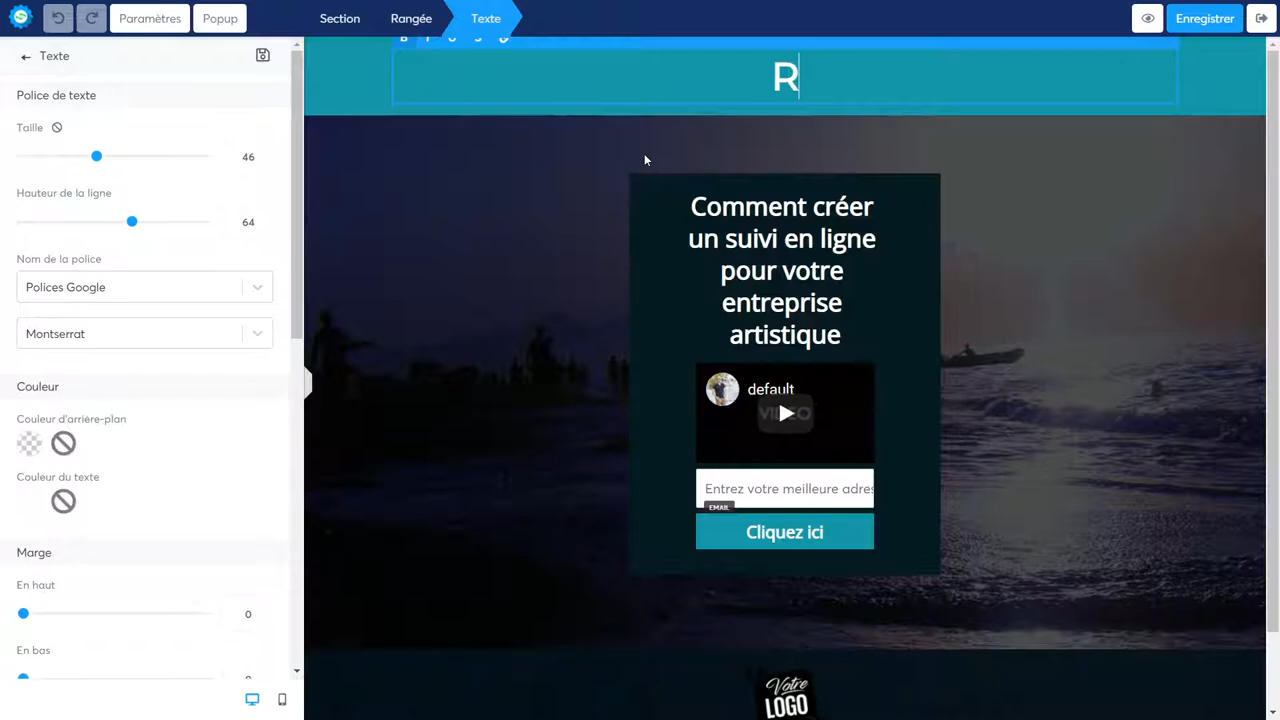 Paramètres
Popup
Section
Rangée
Texte
Enregistrer
← Texte
Police de texte
Taille
46
Hauteur de la ligne
64
Nom de la police
Polices Google
Montserrat
Couleur
Couleur d'arrière-plan
Couleur du texte
Marge
En haut
0
En bas
R
Comment créer
un suivi en ligne
pour votre
entreprise
artistique
default
VIDEO
Entrez votre meilleure adres
EMAIL
Cliquez ici
Votre
LOGO